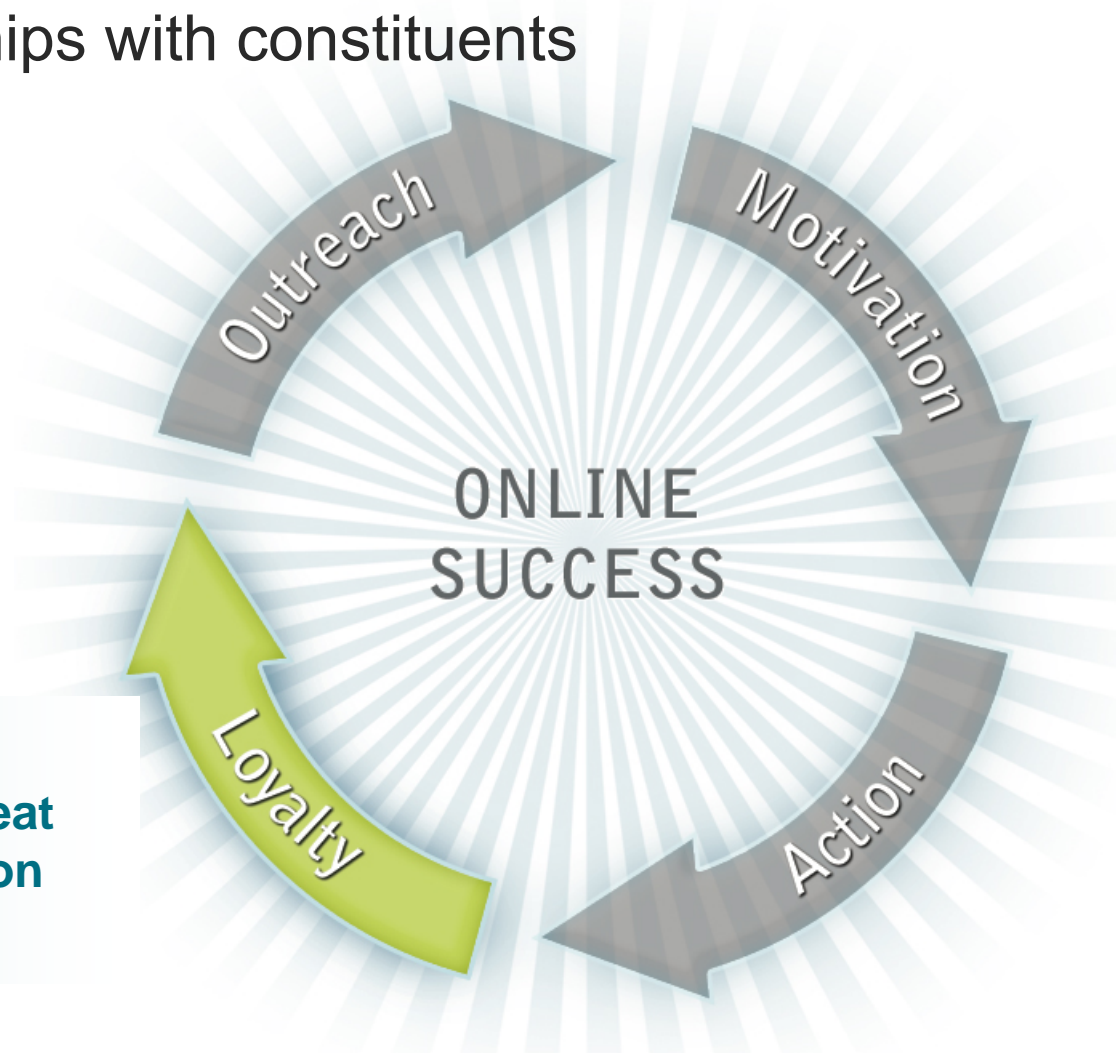 ips with constituents
Outreach
Motivation
ONLINE
SUCCESS
Loyalty
Action
eat
on